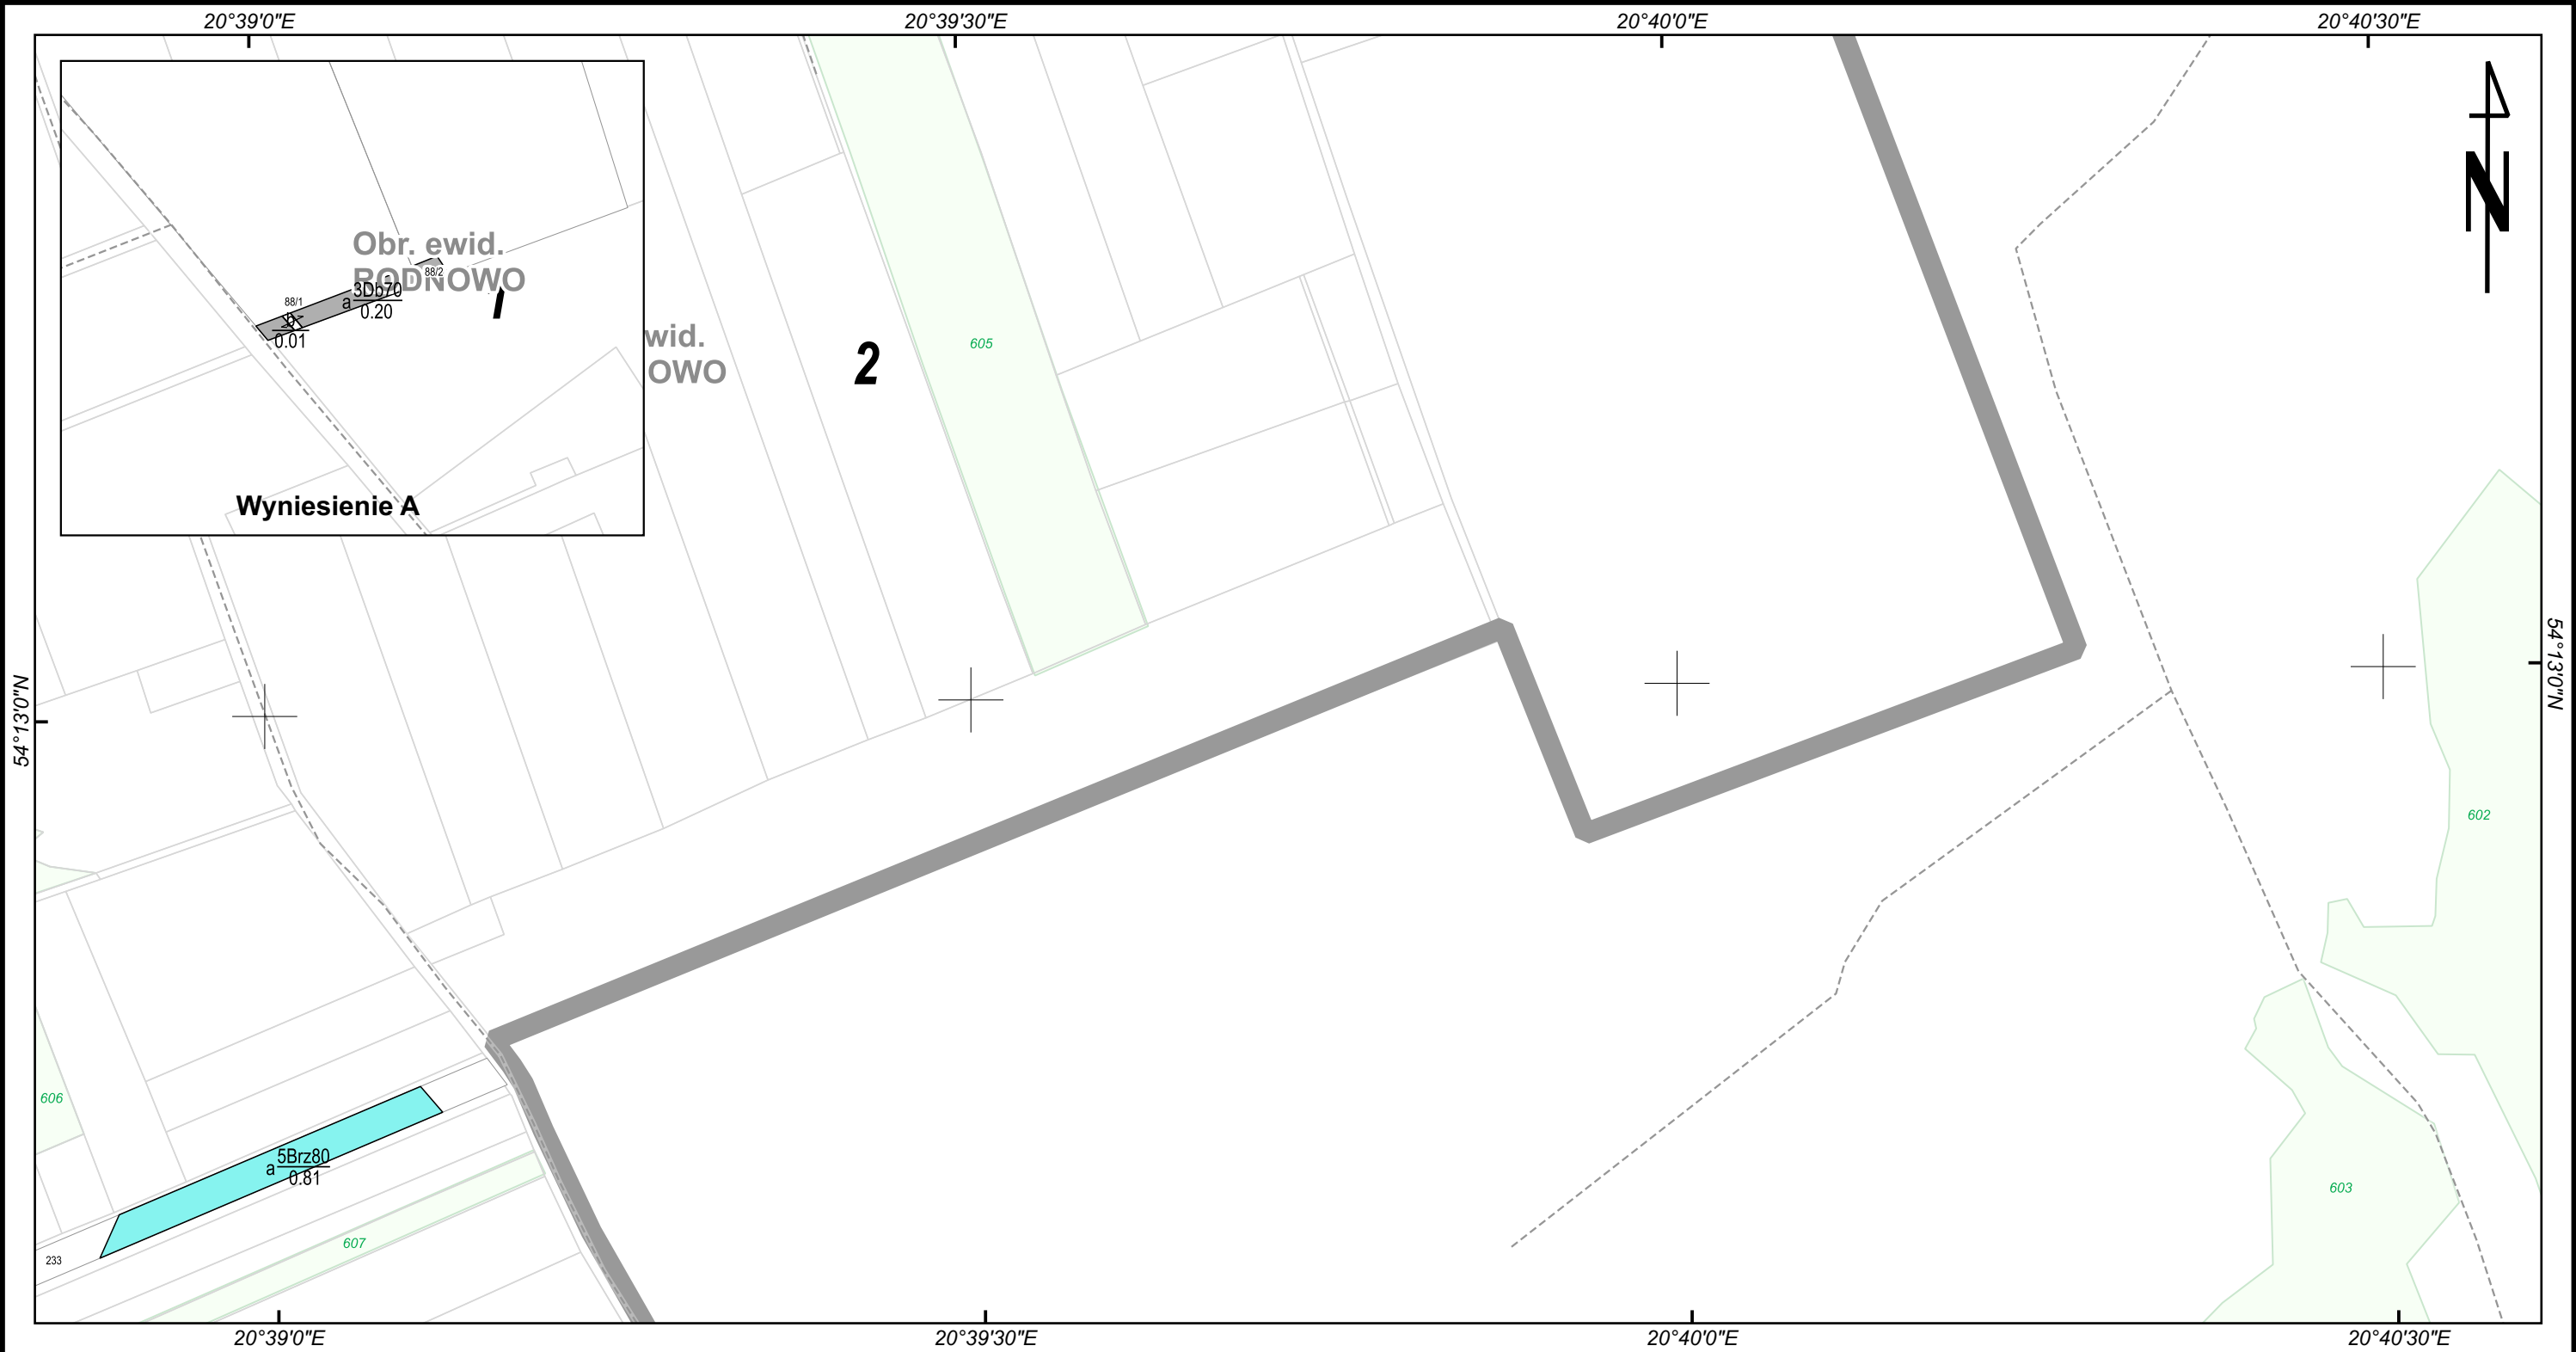 20°39'0"E 20°39'30"E 20°40'0"E 20°40'30"E
N
Obr. ewid.
RODNOWO
88/2
88/1
a 3Db70
0.20
b
0.01
1
Wyniesienie A
wid.
OWO
2
605
54°13'0"N
54°13'0"N
602
606
a 5Brz80
0.81
603
607
233
20°39'0"E 20°39'30"E 20°40'0"E 20°40'30"E